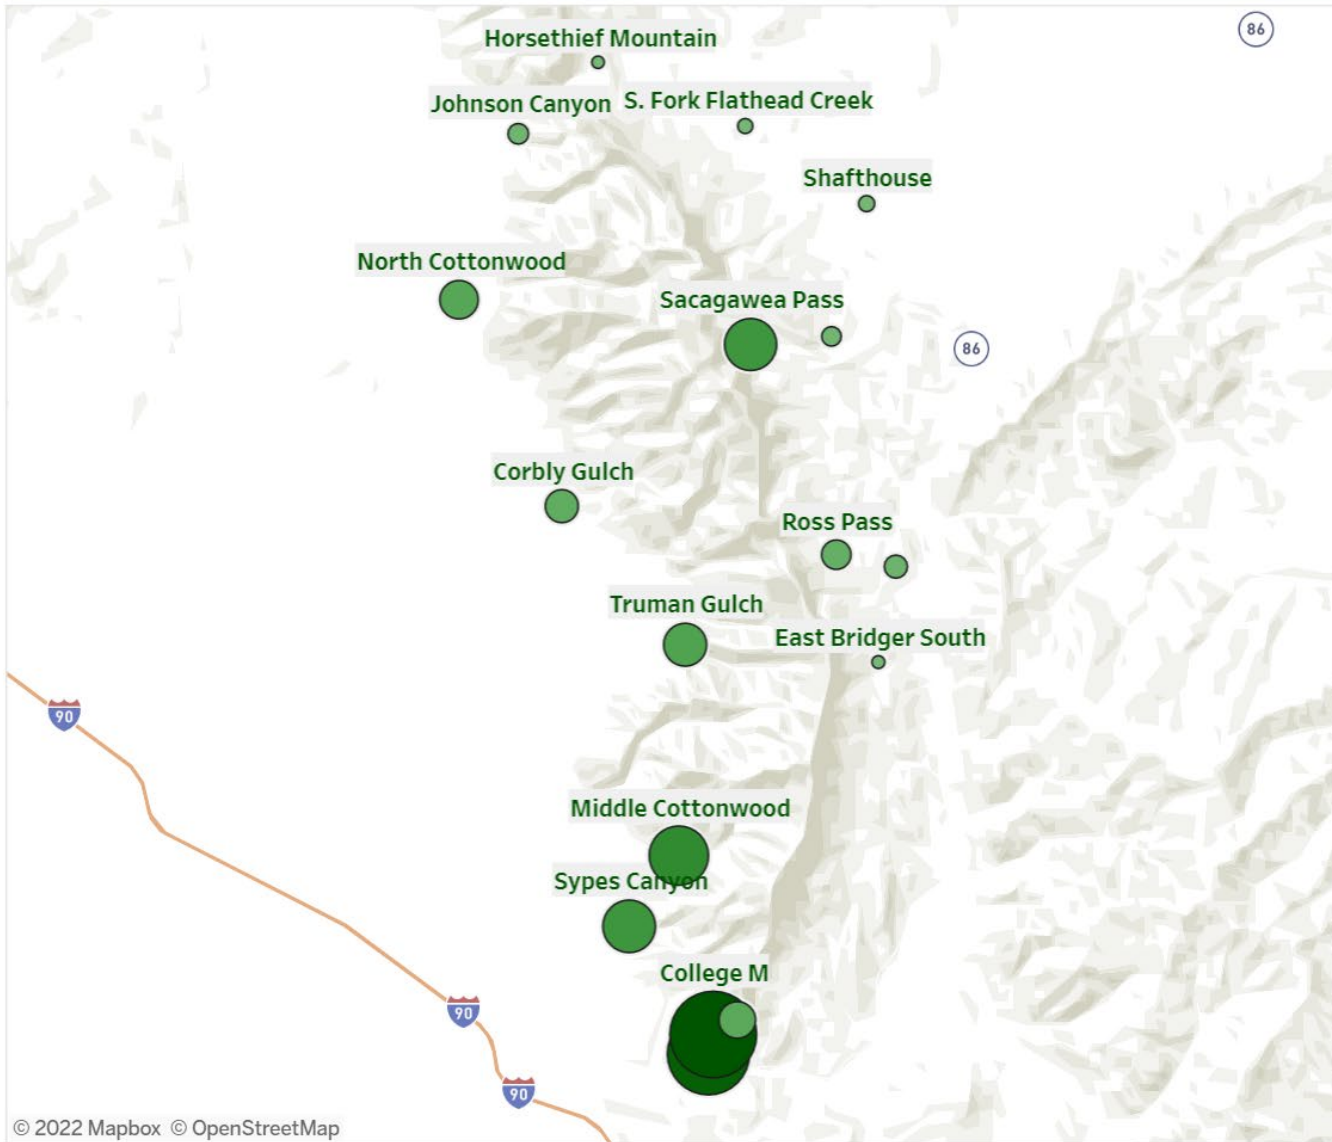 86
Horsethief Mountain
Johnson Canyon
S. Fork Flathead Creek
Shafthouse
North Cottonwood
Sacagawea Pass
86
Corbly Gulch
Ross Pass
Truman Gulch
East Bridger South
90
Middle Cottonwood
Sypes Canyon
College M
90
90
© 2022 Mapbox © OpenStreetMap